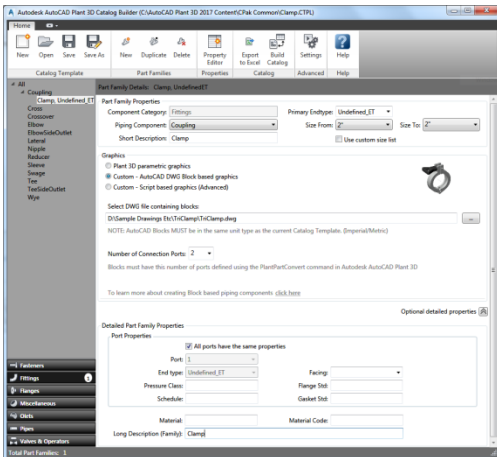 Autodesk AutoCAD Plant 3D Catalog Builder (C:\AutoCAD Plant 3D 2017 Content\CPak Common\Clamp.CTPL)
Home
New Open Save Save As New Duplicate Delete Property Editor Export to Excel Build Catalog Settings Help
Catalog Template Part Families Properties Catalog Advanced Help
All
Coupling
Clamp, Undefined_ET
Cross
Crossover
Elbow
ElbowSideOutlet
Lateral
Nipple
Reducer
Sleeve
Swage
Tee
TeeSideOutlet
Wye
Fasteners
Fittings
Flanges
Miscellaneous
Olets
Pipes
Valves & Operators
Total Part Families: 1
Part Family Details: Clamp, UndefinedET
Part Family Properties
Component Category: Fittings Primary Endtype: Undefined_ET
Piping Component: Coupling Size From: 2" Size To: 2"
Short Description: Clamp Use custom size list
Graphics
Plant 3D parametric graphics
Custom - AutoCAD DWG Block based graphics
Custom - Script based graphics (Advanced)
Select DWG file containing blocks:
D:\Sample Drawings Etc\TriClamp\TriClamp.dwg ...
NOTE: AutoCAD Blocks MUST be in the same unit type as the current Catalog Template. (Imperial/Metric)
Number of Connection Ports: 2
Blocks must have this number of ports defined using the PlantPartConvert command in Autodesk AutoCAD Plant 3D
To learn more about creating Block based piping components click here
Optional detailed properties
Detailed Part Family Properties
Port Properties
All ports have the same properties
Port: 1
End type: Undefined_ET Facing:
Pressure Class: Flange Std:
Schedule: Gasket Std:
Material: Material Code:
Long Description (Family): Clamp